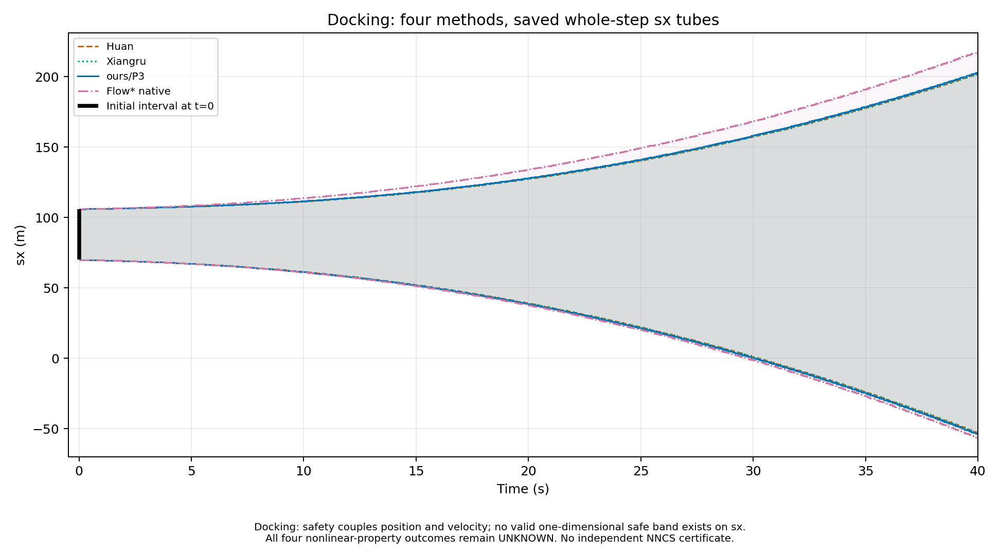 Docking: four methods, saved whole-step sx tubes
Huan
Xiangru
ours/P3
Flow* native
Initial interval at t=0
200
150
100
50
0
−50
sx (m)
0 5 10 15 20 25 30 35 40
Time (s)
Docking: safety couples position and velocity; no valid one-dimensional safe band exists on sx.
All four nonlinear-property outcomes remain UNKNOWN. No independent NNCS certificate.